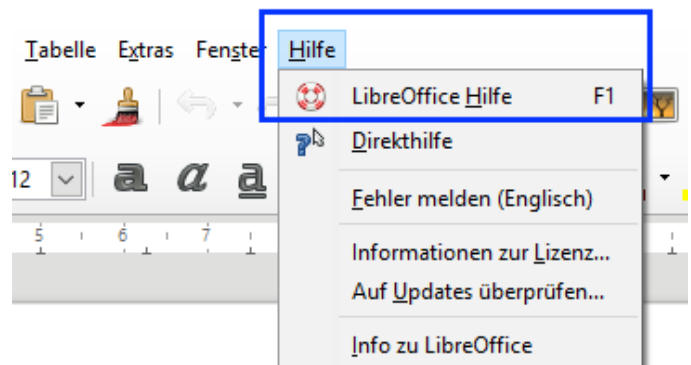 Tabelle Extras Fenster Hilfe
LibreOffice Hilfe F1
Direkthilfe
12 a a a
Fehler melden (Englisch)
5 6 7
Informationen zur Lizenz...
Auf Updates überprüfen...
Info zu LibreOffice